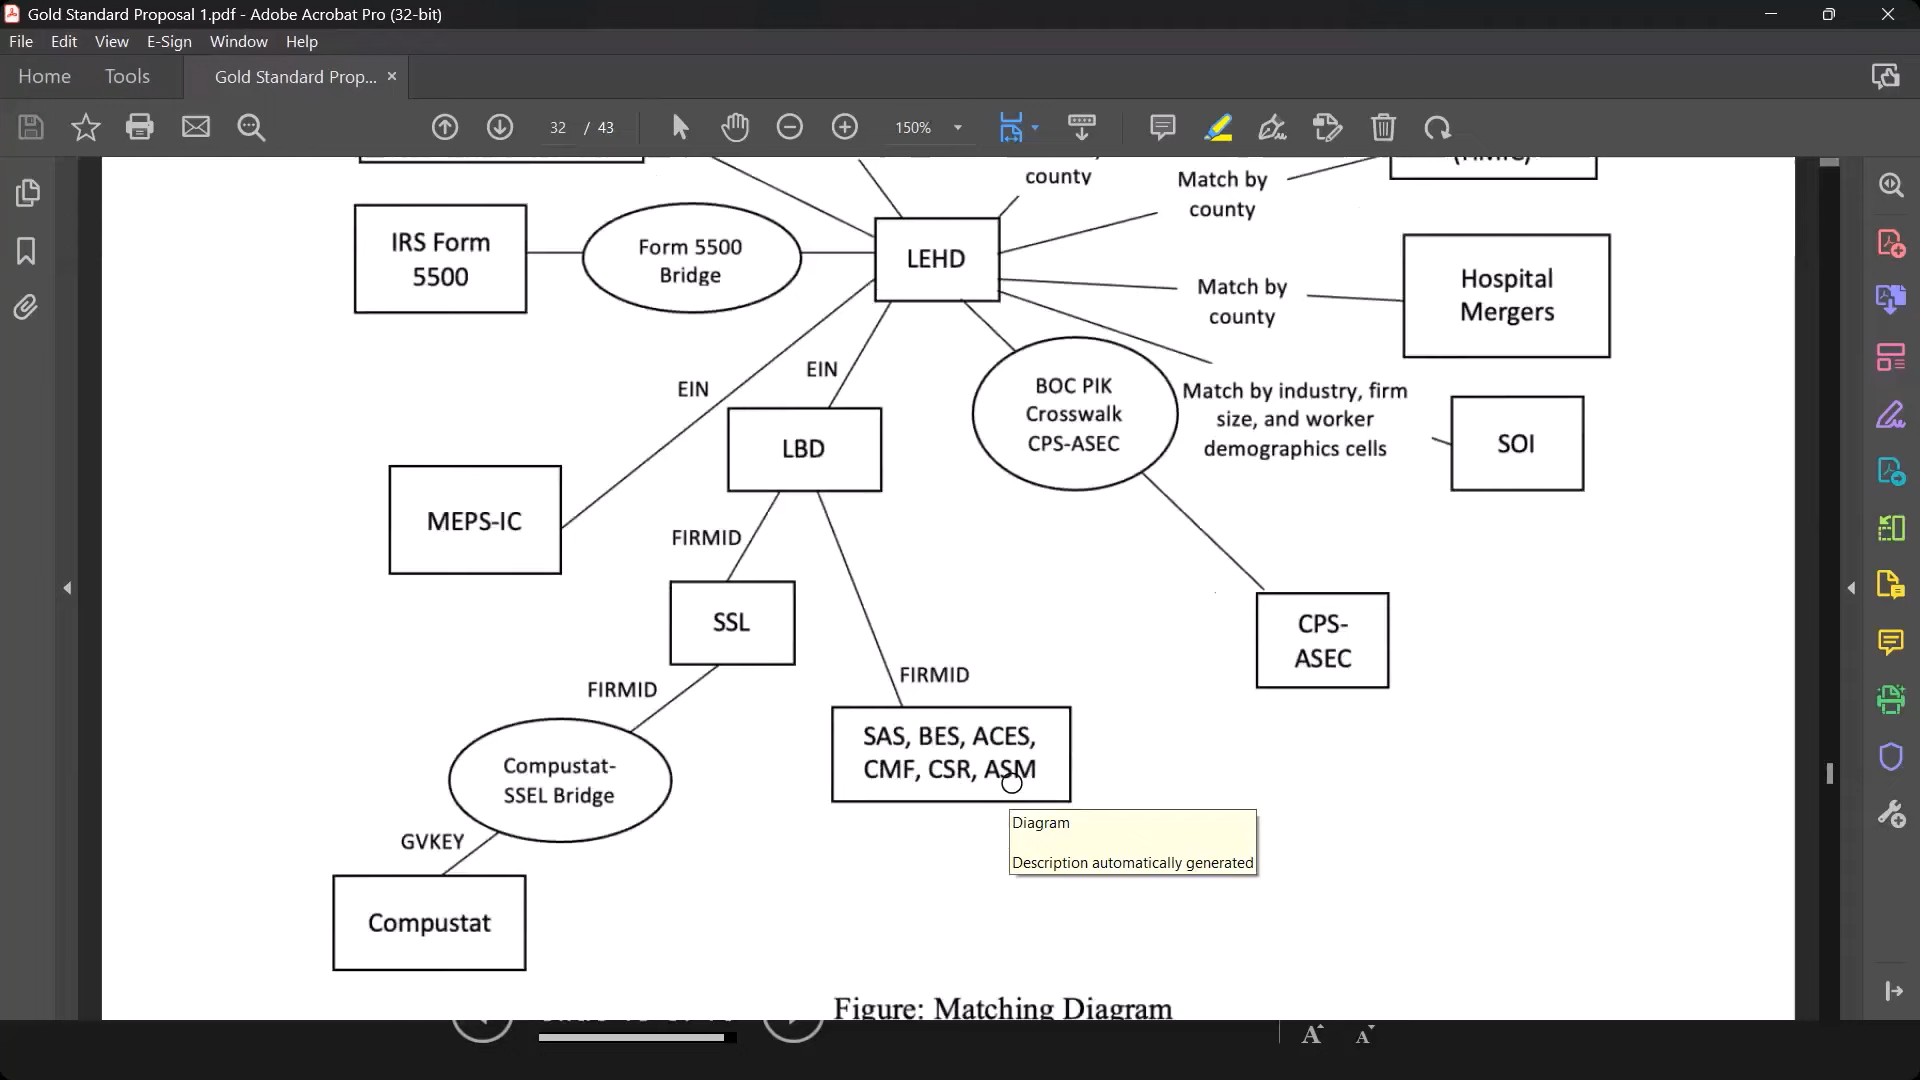 Gold Standard Proposal 1.pdf - Adobe Acrobat Pro (32-bit)
File Edit View E-Sign Window Help
Home Tools Gold Standard Prop... ×
32 / 43 150%
county
Match by
county
IRS Form
5500
Form 5500
Bridge
LEHD
Match by
county
Hospital
Mergers
EIN
EIN
BOC PIK
Crosswalk
CPS-ASEC
Match by industry, firm
size, and worker
demographics cells
SOI
LBD
MEPS-IC
FIRMID
SSL
CPS-
ASEC
FIRMID
FIRMID
SAS, BES, ACES,
CMF, CSR, ASM
Compustat-
SSEL Bridge
Diagram
Description automatically generated
GVKEY
Compustat
Figure: Matching Diagram
A A